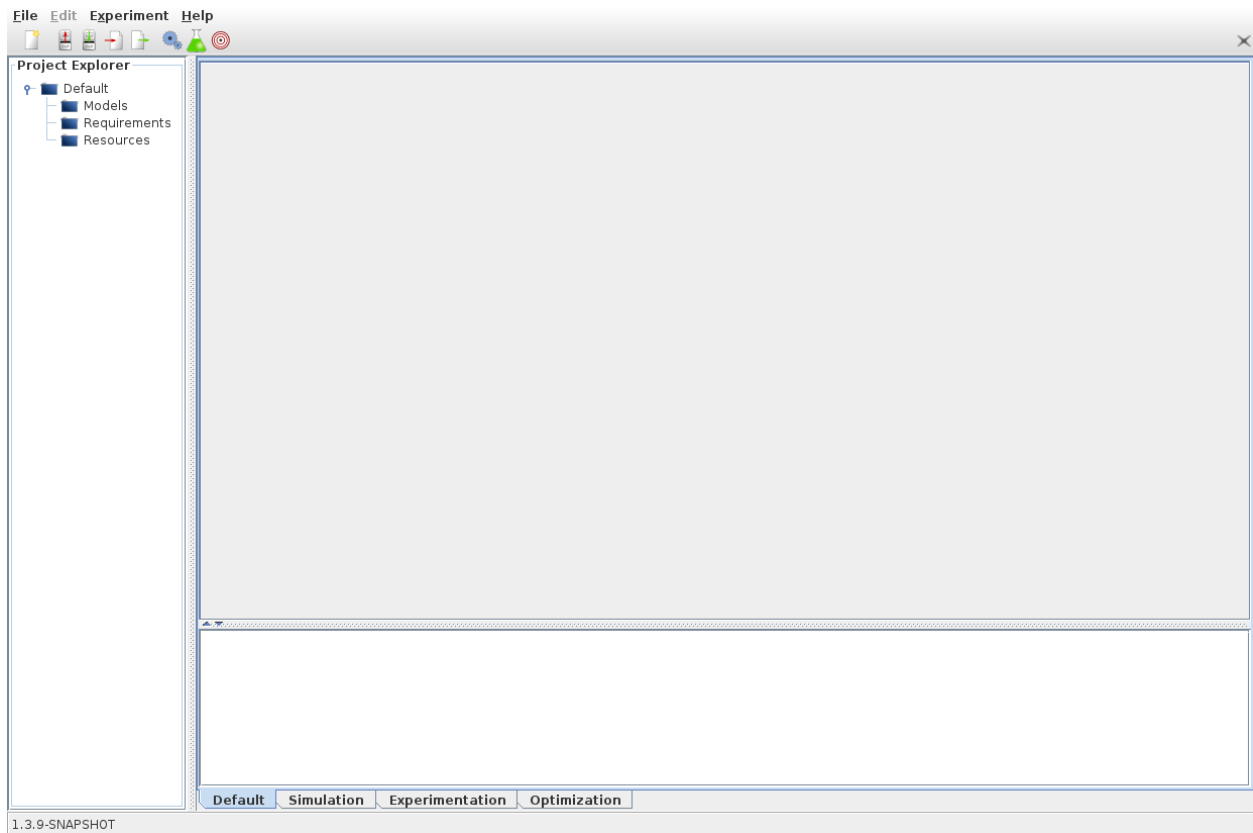 File Edit Experiment Help
Project Explorer
Default
Models
Requirements
Resources
Default Simulation Experimentation Optimization
1.3.9-SNAPSHOT